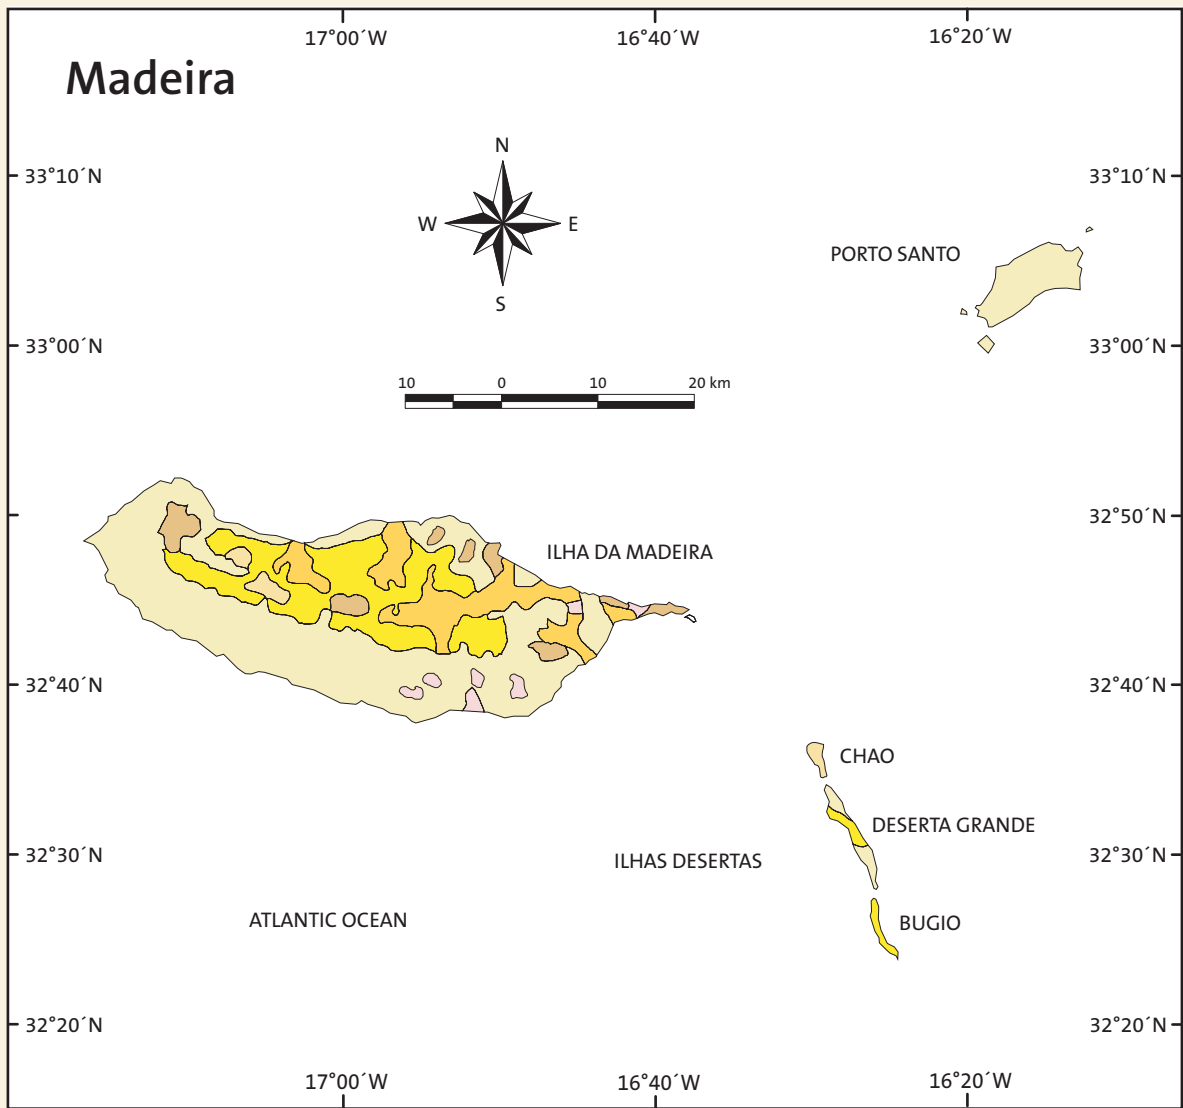 17°00´W 16°40´W 16°20´W
Madeira
N
33°10´N 33°10´N
W E
PORTO SANTO
S
33°00´N 33°00´N
10 0 10 20 km
32°50´N
ILHA DA MADEIRA
32°40´N 32°40´N
CHAO
DESERTA GRANDE
32°30´N ILHAS DESERTAS 32°30´N
ATLANTIC OCEAN BUGIO
32°20´N 32°20´N
17°00´W 16°40´W 16°20´W